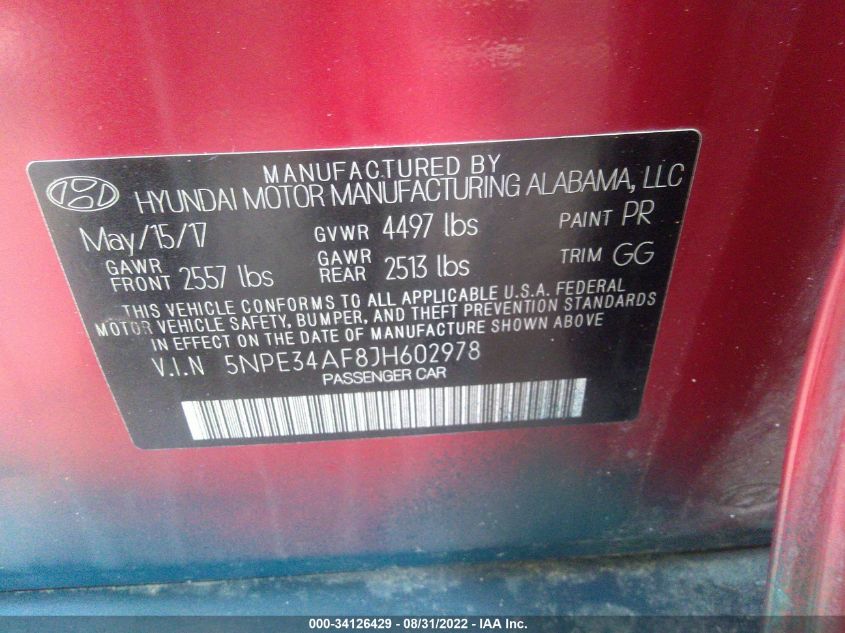 MANUFACTURED BY
HYUNDAI MOTOR MANUFACTURING ALABAMA, LLC
May/15/17 GVWR 4497 lbs PAINT PR
GAWR FRONT 2557 lbs GAWR REAR 2513 lbs TRIM GG
THIS VEHICLE CONFORMS TO ALL APPLICABLE U.S.A. FEDERAL
MOTOR VEHICLE SAFETY, BUMPER, AND THEFT PREVENTION STANDARDS
IN EFFECT ON THE DATE OF MANUFACTURE SHOWN ABOVE
V.I.N 5NPE34AF8JH602978
PASSENGER CAR
000-34126429 - 08/31/2022 - IAA Inc.